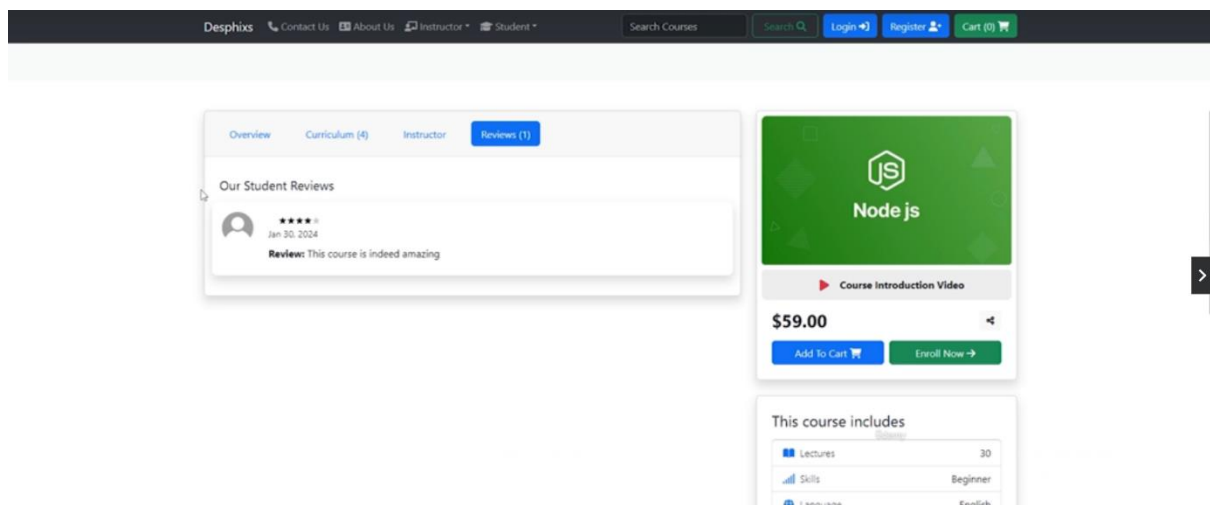 Desphixs Contact Us About Us Instructor Student Search Courses Search Login Register Cart (0)
Overview Curriculum (4) Instructor Reviews (1)
Our Student Reviews
Jan 30, 2024
Review: This course is indeed amazing
JS
Node js
Course Introduction Video
$59.00
Add To Cart Enroll Now
This course includes
Lectures 30
Skills Beginner
Language English